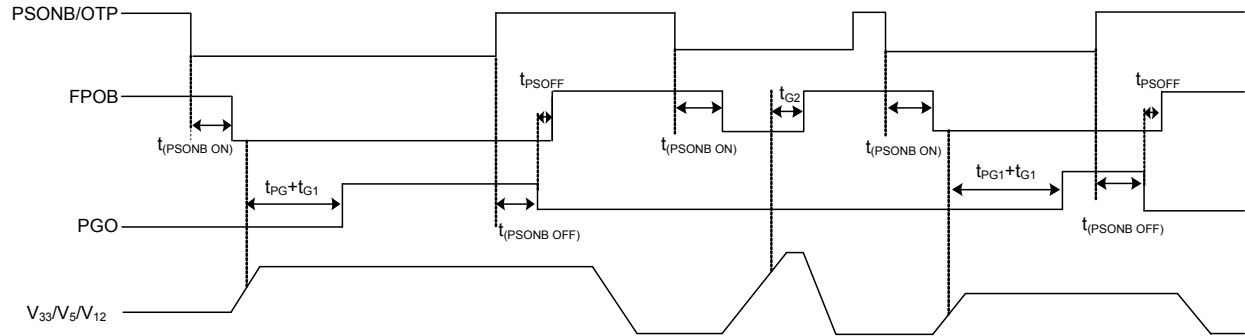 PSONB/OTP
FPOB
t(PSONB ON)
tPSOFF
t(PSONB ON)
tG2
t(PSONB ON)
tPSOFF
tPG+tG1
t(PSONB OFF)
tPG1+tG1
t(PSONB OFF)
PGO
V33/V5/V12